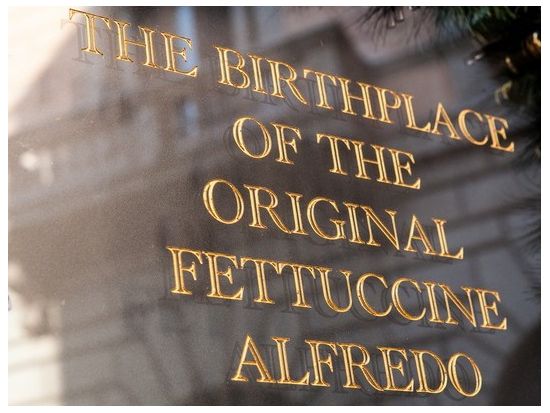 THE BIRTHPLACE
OF THE
ORIGINAL
FETTUCCINE
ALFREDO